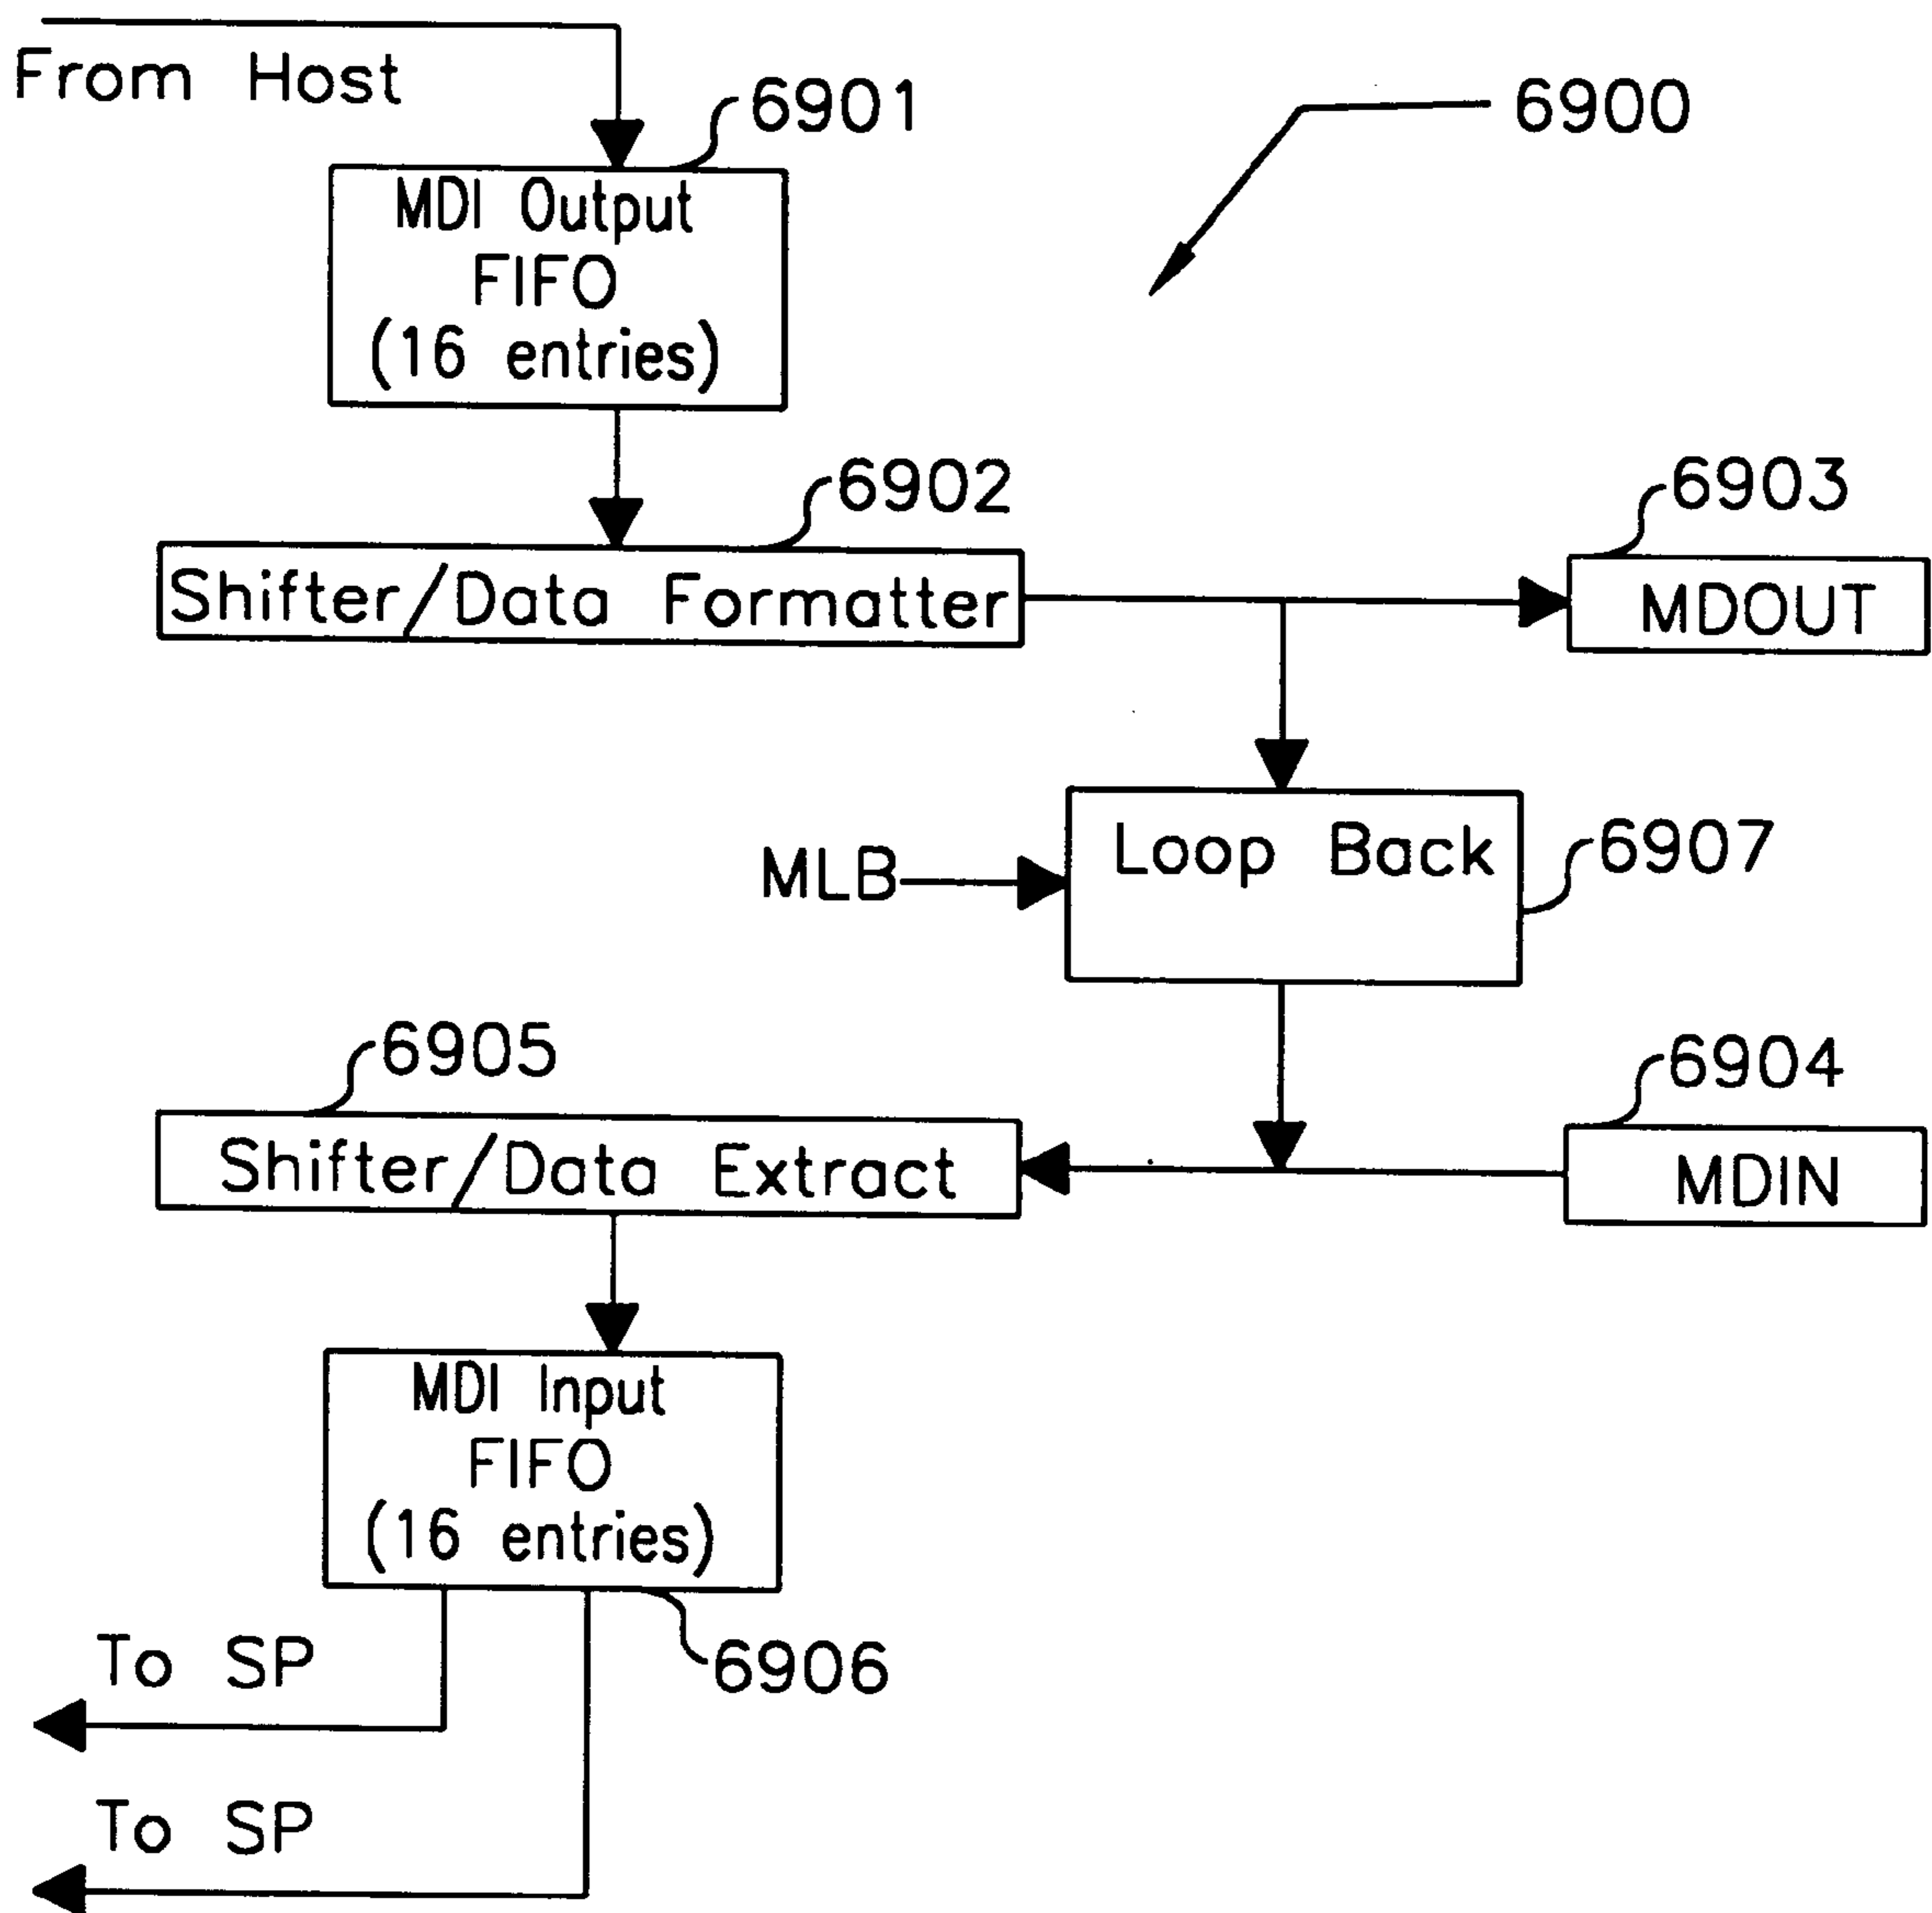 From Host
6901
6900
MDI Output
FIFO
(16 entries)
6902
6903
Shifter/Data Formatter
MDOUT
Loop Back
6907
MLB
6905
6904
Shifter/Data Extract
MDIN
MDI Input
FIFO
(16 entries)
To SP
6906
To SP